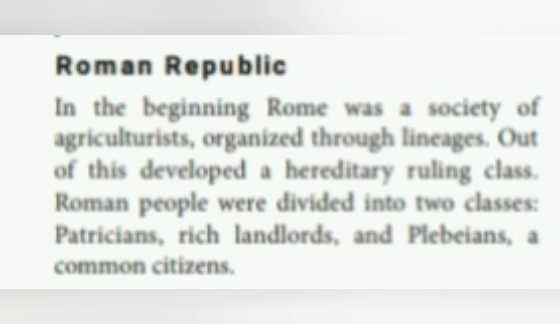 Roman Republic
In the beginning Rome was a society of
agriculturists, organized through lineages. Out
of this developed a hereditary ruling class.
Roman people were divided into two classes:
Patricians, rich landlords, and Plebeians, a
common citizens.